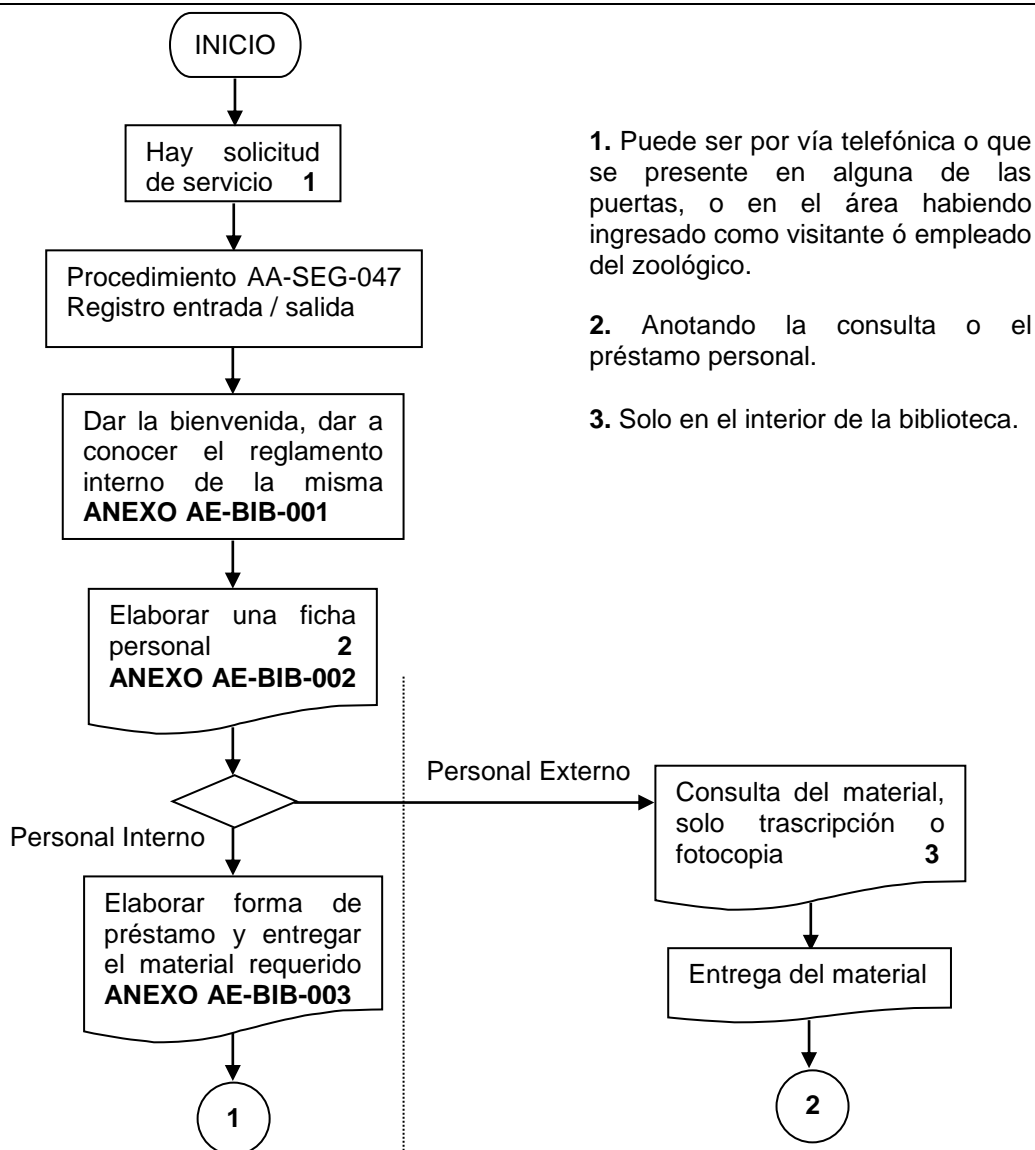 INICIO
Hay solicitud
de servicio 1
Procedimiento AA-SEG-047
Registro entrada / salida
Dar la bienvenida, dar a
conocer el reglamento
interno de la misma
ANEXO AE-BIB-001
Elaborar una ficha
personal 2
ANEXO AE-BIB-002
Personal Interno
Elaborar forma de
préstamo y entregar
el material requerido
ANEXO AE-BIB-003
1
Personal Externo
Consulta del material,
solo trascripción o
fotocopia 3
Entrega del material
2
1. Puede ser por vía telefónica o que
se presente en alguna de las
puertas, o en el área habiendo
ingresado como visitante ó empleado
del zoológico.
2. Anotando la consulta o el
préstamo personal.
3. Solo en el interior de la biblioteca.